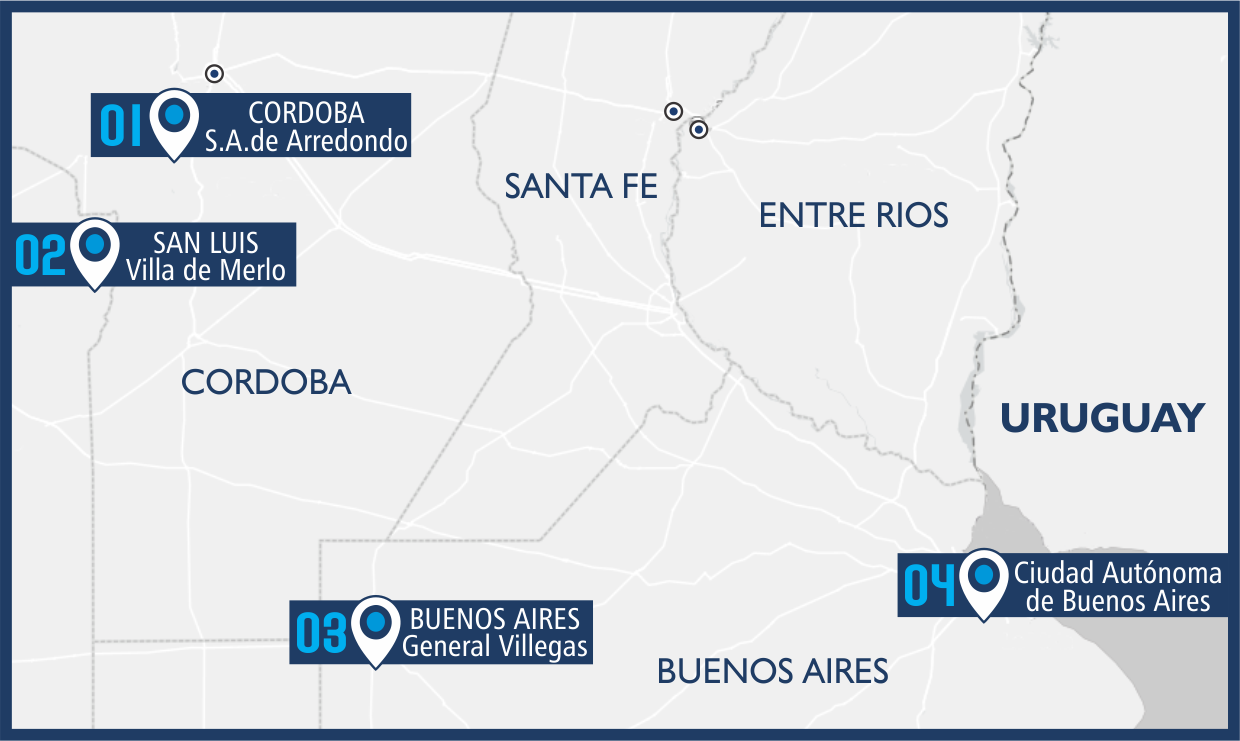 01
CORDOBA
S.A.de Arredondo
SANTA FE
ENTRE RIOS
02
SAN LUIS
Villa de Merlo
CORDOBA
URUGUAY
04
Ciudad Autónoma
de Buenos Aires
03
BUENOS AIRES
General Villegas
BUENOS AIRES